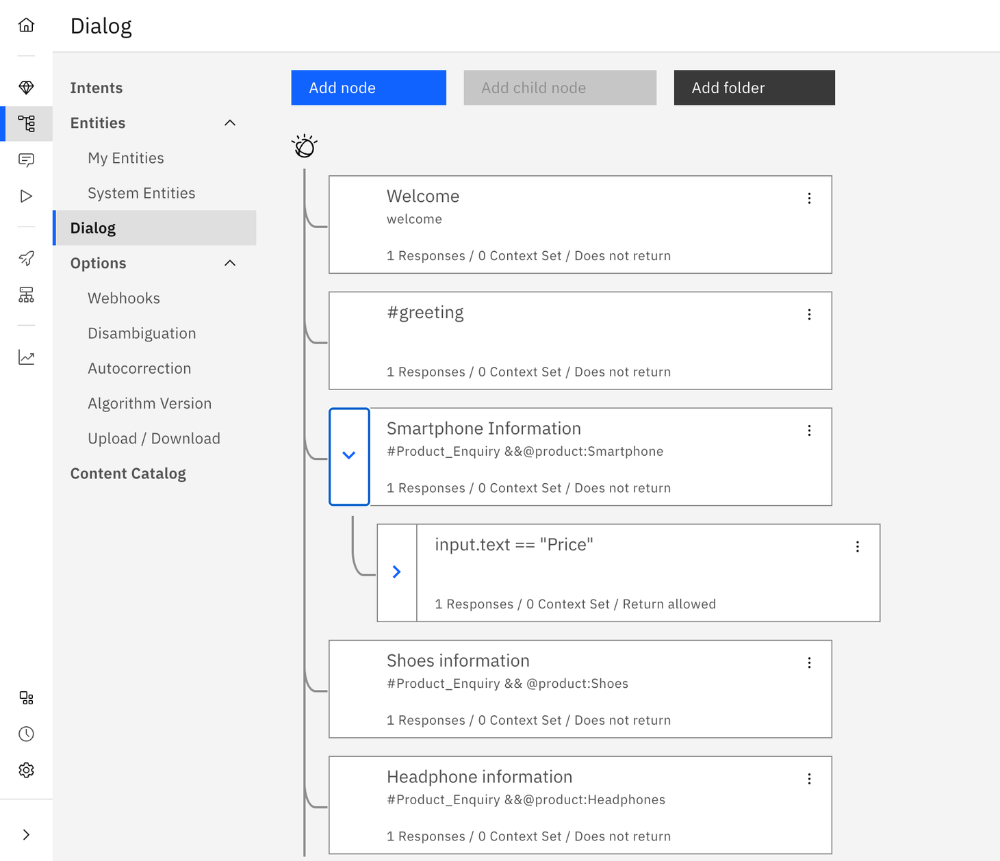 Dialog
Intents
Entities
My Entities
System Entities
Dialog
Options
Webhooks
Disambiguation
Autocorrection
Algorithm Version
Upload / Download
Content Catalog
Add node
Add child node
Add folder
Welcome
welcome
1 Responses / 0 Context Set / Does not return
#greeting
1 Responses / 0 Context Set / Does not return
Smartphone Information
#Product_Enquiry &&@product:Smartphone
1 Responses / 0 Context Set / Does not return
input.text == "Price"
1 Responses / 0 Context Set / Return allowed
Shoes information
#Product_Enquiry && @product:Shoes
1 Responses / 0 Context Set / Does not return
Headphone information
#Product_Enquiry &&@product:Headphones
1 Responses / 0 Context Set / Does not return